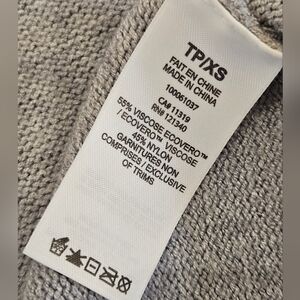 TP/XS
FAIT EN CHINE
MADE IN CHINA
100061037
CA# 11319
RN# 121340
55% VISCOSE ECOVERO™
/ ECOVERO™ VISCOSE
45% NYLON
GARNITURES NON
COMPRISES / EXCLUSIVE
OF TRIMS